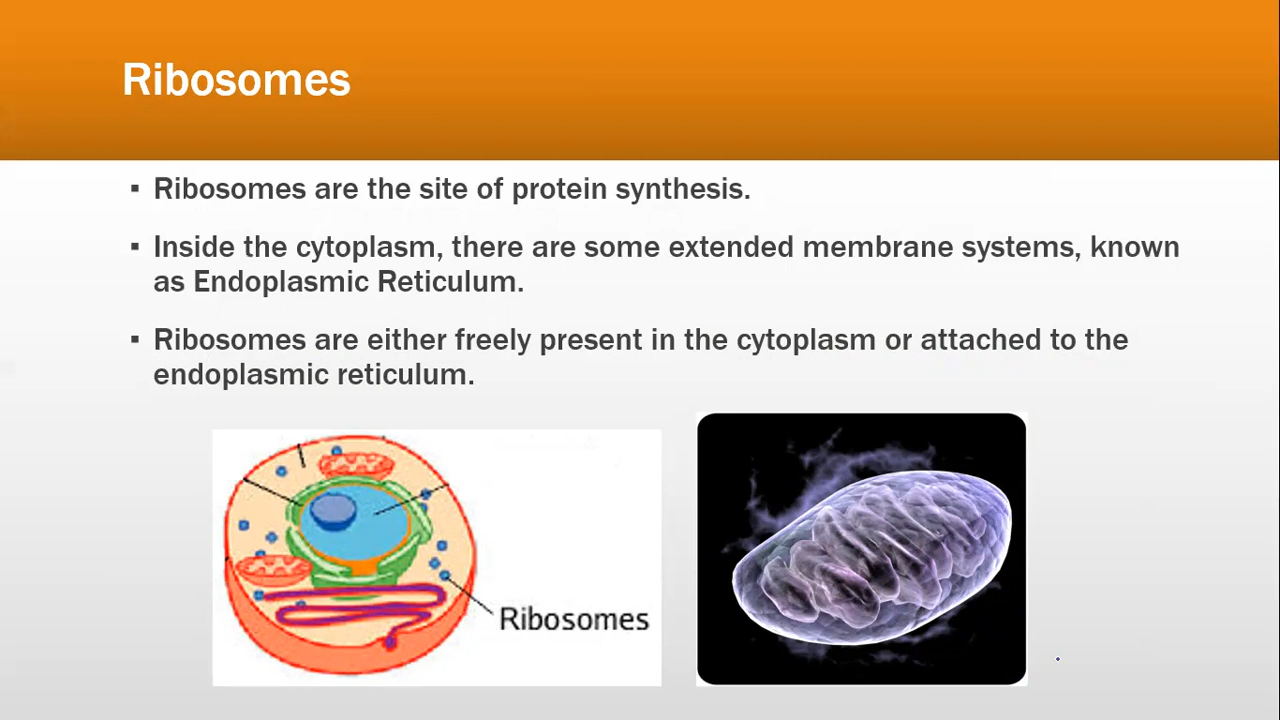 Ribosomes
▪ Ribosomes are the site of protein synthesis.
▪ Inside the cytoplasm, there are some extended membrane systems, known
as Endoplasmic Reticulum.
▪ Ribosomes are either freely present in the cytoplasm or attached to the
endoplasmic reticulum.
Ribosomes